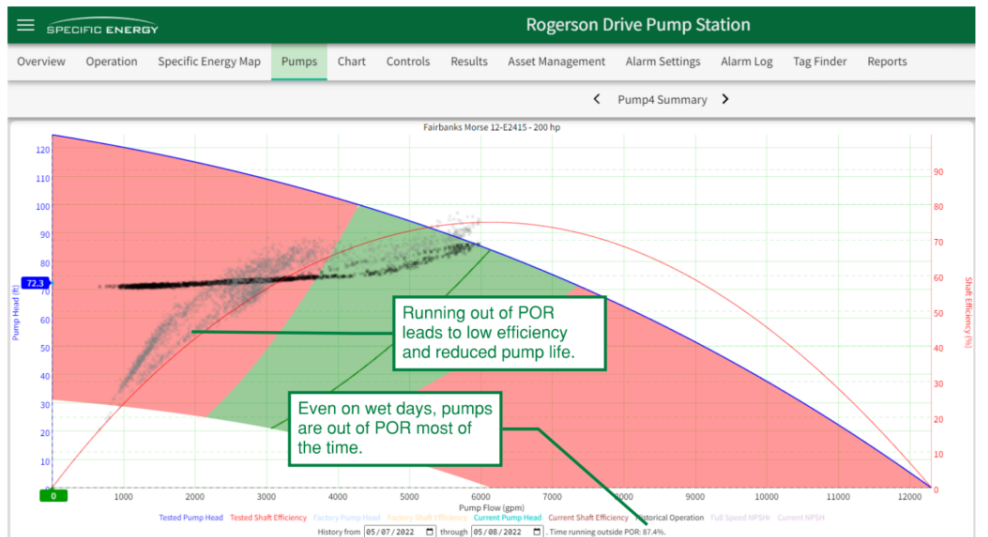 SPECIFIC ENERGY
Rogerson Drive Pump Station
Overview Operation Specific Energy Map Pumps Chart Controls Results Asset Management Alarm Settings Alarm Log Tag Finder Reports
< Pump4 Summary >
Fairbanks Morse 12-E2415 - 200 hp
120
110
100
90
80
72.3
70
60
50
40
30
20
10
Pump Head (ft)
90
80
70
60
50
40
30
20
10
0
Shaft Efficiency (%)
Running out of POR
leads to low efficiency
and reduced pump life.
Even on wet days, pumps
are out of POR most of
the time.
0 1000 2000 3000 4000 5000 6000 7000 8000 9000 10000 11000 12000
Pump Flow (gpm)
Tested Pump Head Tested Shaft Efficiency Factory Pump Head Factory Shaft Efficiency Current Pump Head Current Shaft Efficiency Historical Operation Full Speed NPSHr Current NPSH
History from 05/07/2022 through 05/08/2022 . Time running outside POR: 87.4%.